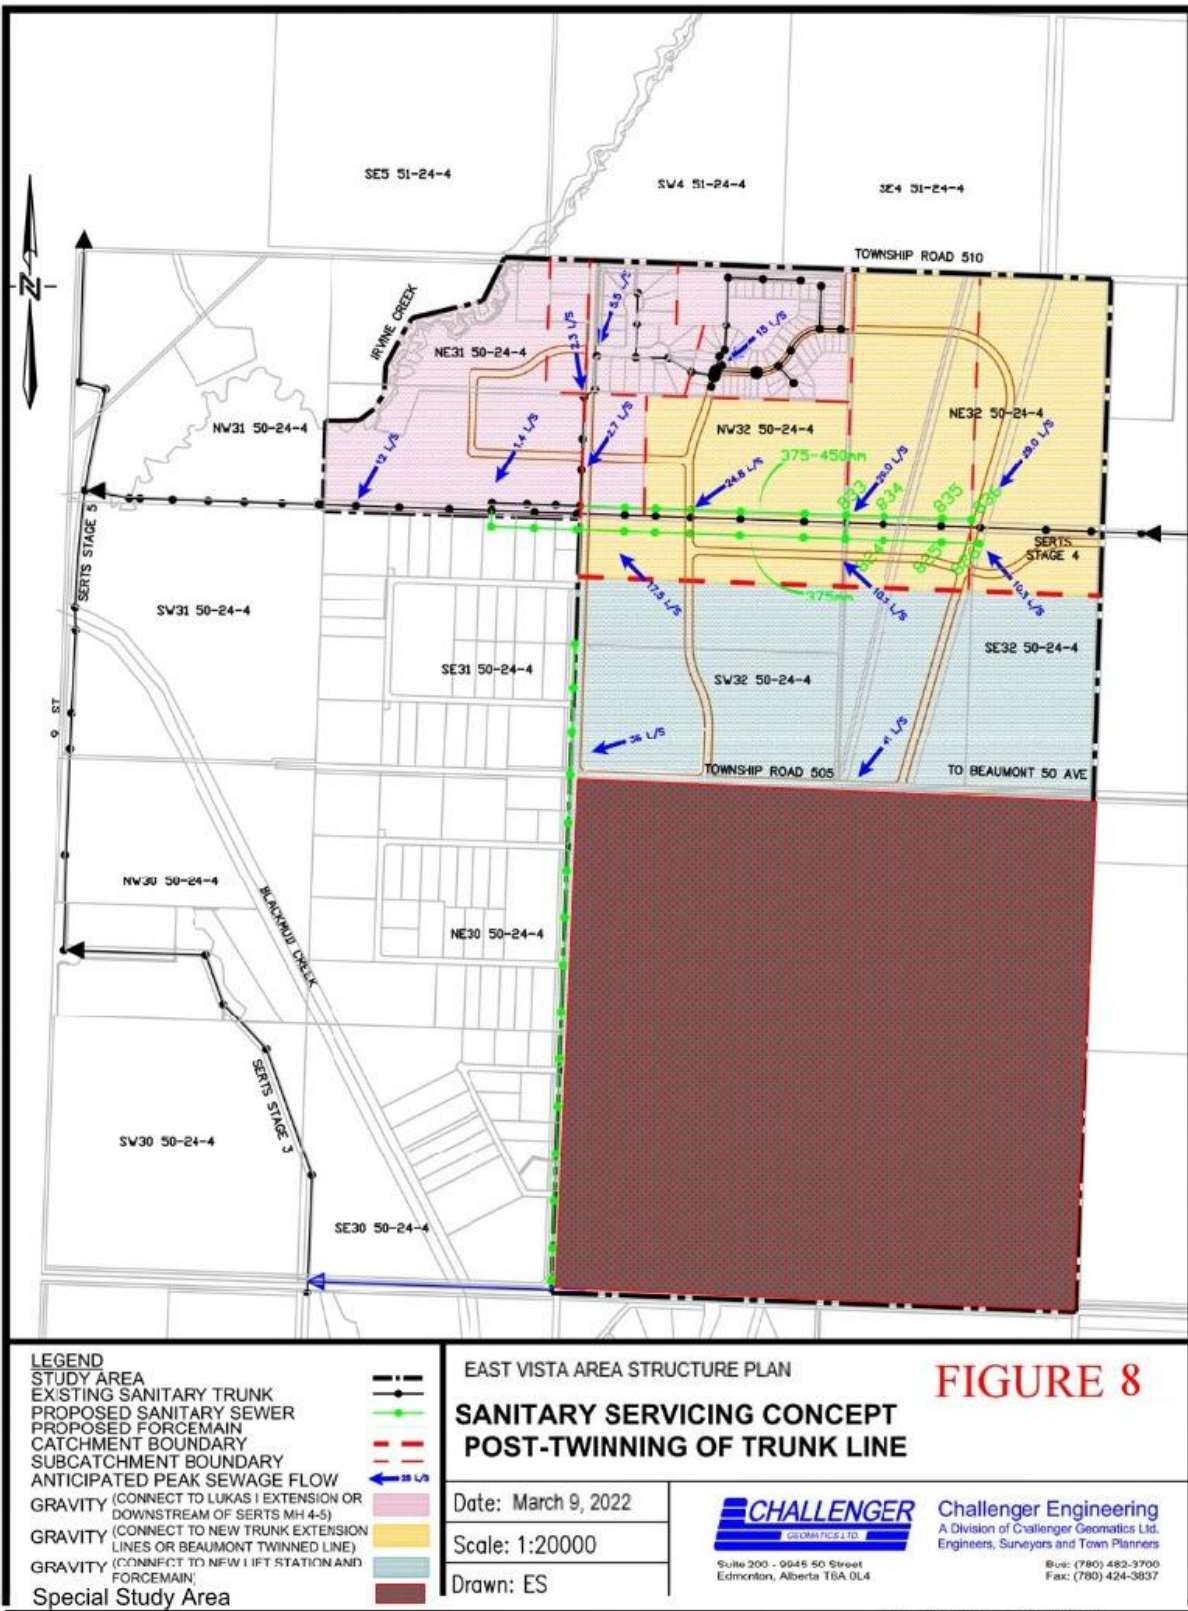 SE5 51-24-4
SW4 51-24-4
SE4 51-24-4
TOWNSHIP ROAD 510
N
IRVINE CREEK
NE31 50-24-4
2.3 L/S
5.5 L/S
15 L/S
NW31 50-24-4
12 L/S
1.4 L/S
2.7 L/S
NW32 50-24-4
NE32 50-24-4
375-450mm
24.8 L/S
29.0 L/S
29.0 L/S
833
834
835
836
SERTS STAGE 5
SERTS
STAGE 4
824
825
826
17.5 L/S
375mm
10.3 L/S
10.3 L/S
SW31 50-24-4
SE31 50-24-4
SW32 50-24-4
SE32 50-24-4
9 ST
36 L/S
41 L/S
TOWNSHIP ROAD 505
TO BEAUMONT 50 AVE
NW30 50-24-4
BLACKMUD CREEK
NE30 50-24-4
SERTS STAGE 3
SW30 50-24-4
SE30 50-24-4
LEGEND
STUDY AREA
EXISTING SANITARY TRUNK
PROPOSED SANITARY SEWER
PROPOSED FORCEMAIN
CATCHMENT BOUNDARY
SUBCATCHMENT BOUNDARY
ANTICIPATED PEAK SEWAGE FLOW 25 L/S
GRAVITY (CONNECT TO LUKAS I EXTENSION OR
DOWNSTREAM OF SERTS MH 4-5)
GRAVITY (CONNECT TO NEW TRUNK EXTENSION
LINES OR BEAUMONT TWINNED LINE)
GRAVITY (CONNECT TO NEW LIFT STATION AND
FORCEMAIN)
Special Study Area
EAST VISTA AREA STRUCTURE PLAN
FIGURE 8
SANITARY SERVICING CONCEPT
POST-TWINNING OF TRUNK LINE
Date: March 9, 2022
Scale: 1:20000
Drawn: ES
CHALLENGER
GEOMATICS LTD.
Suite 200 - 9945 50 Street
Edmonton, Alberta T6A 0L4
Challenger Engineering
A Division of Challenger Geomatics Ltd.
Engineers, Surveyors and Town Planners
Bus: (780) 482-3700
Fax: (780) 424-3837